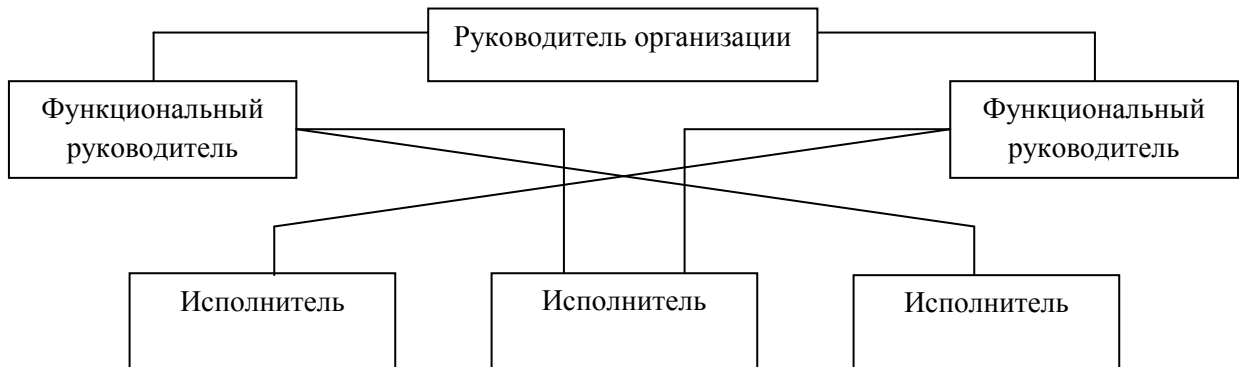 Руководитель организации
Функциональный
руководитель
Функциональный
руководитель
Исполнитель
Исполнитель
Исполнитель